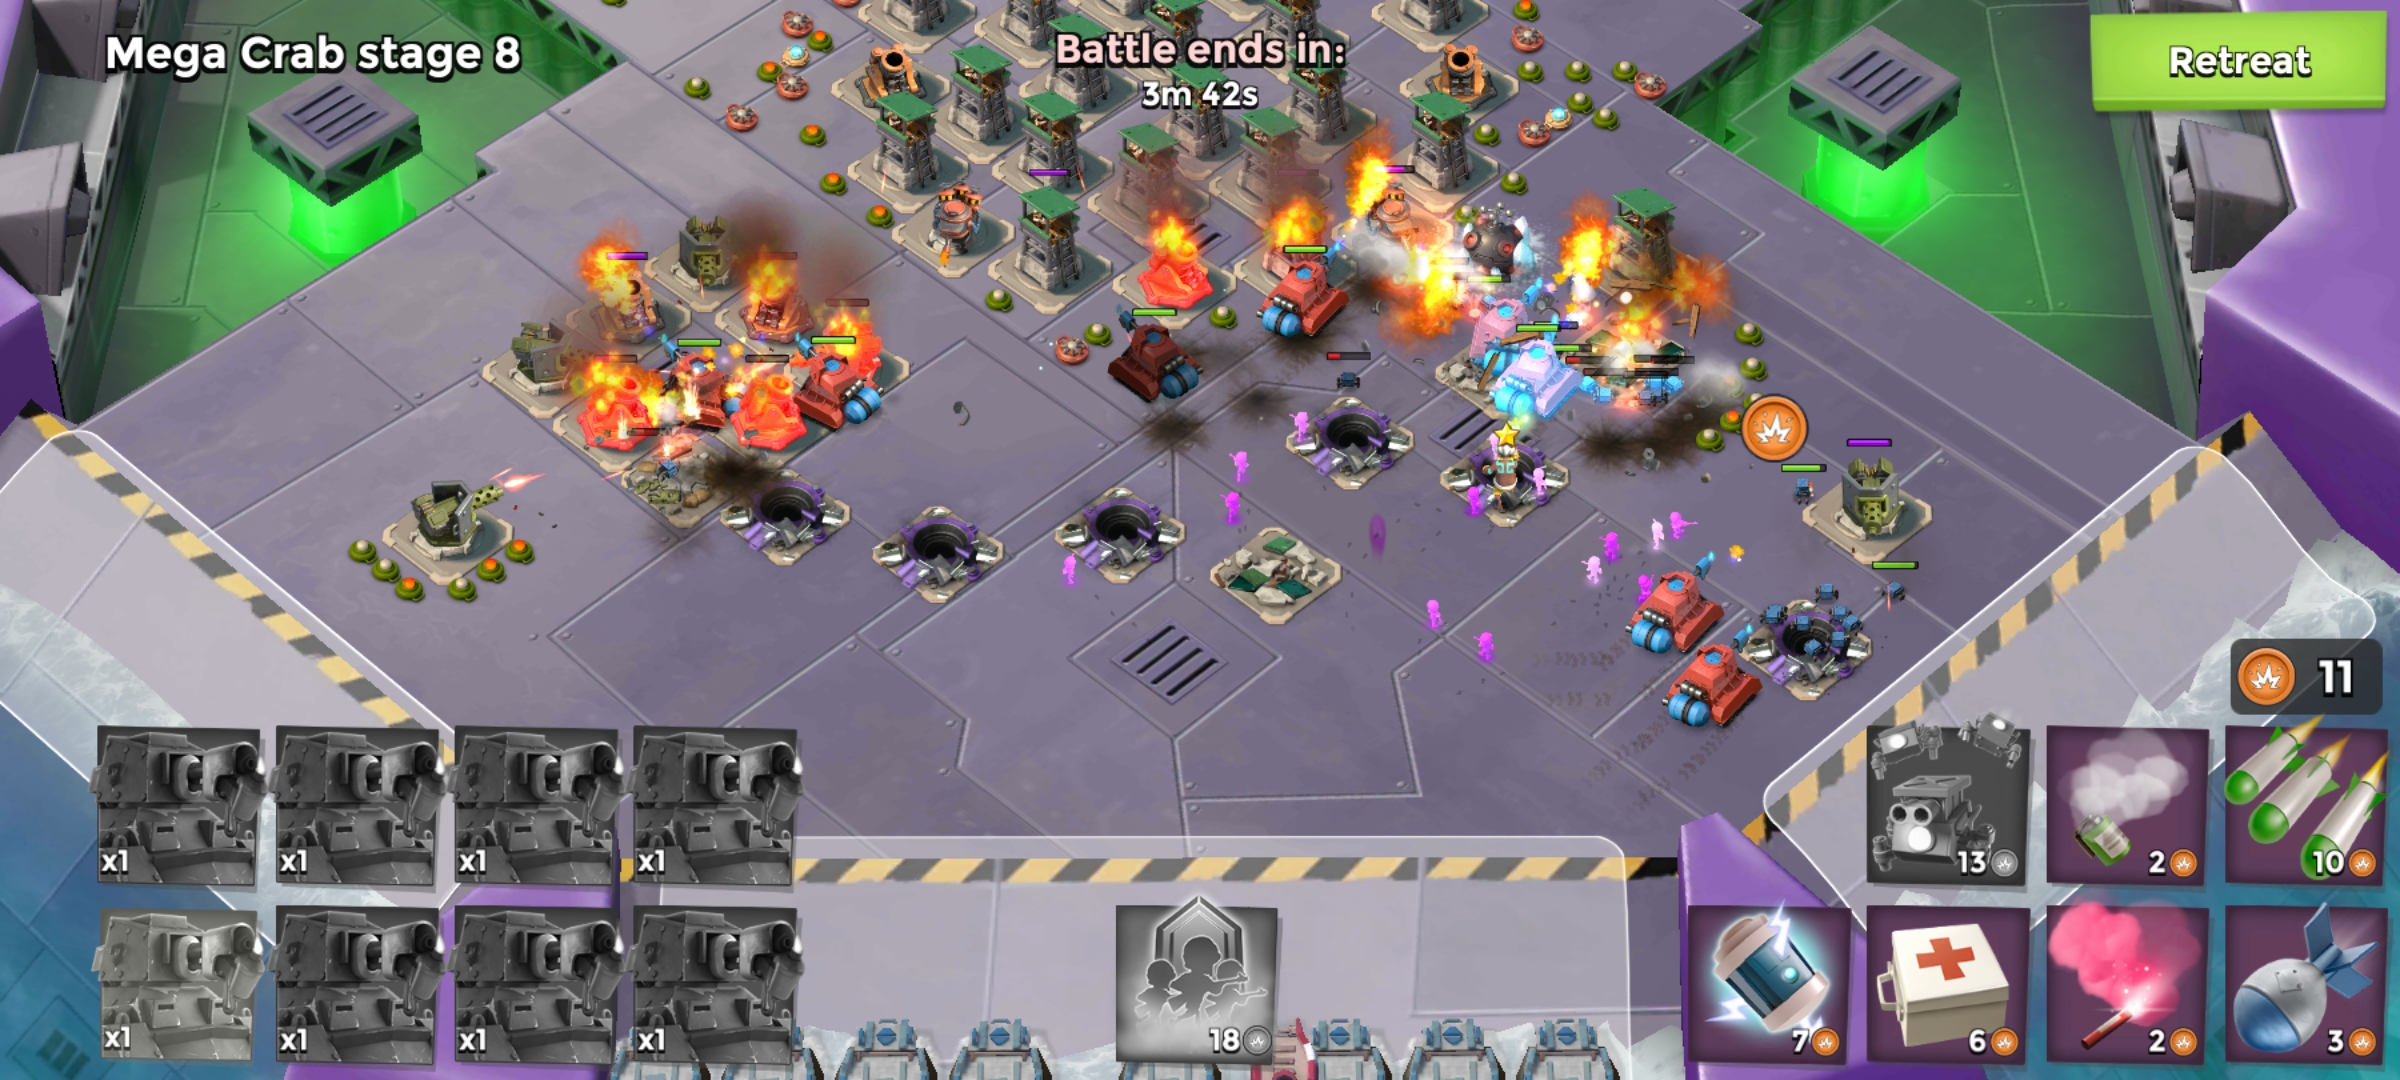 Mega Crab stage 8
Battle ends in:
3m 42s
Retreat
11
x1
x1
x1
x1
13
2
10
x1
x1
x1
x1
18
7
6
2
3